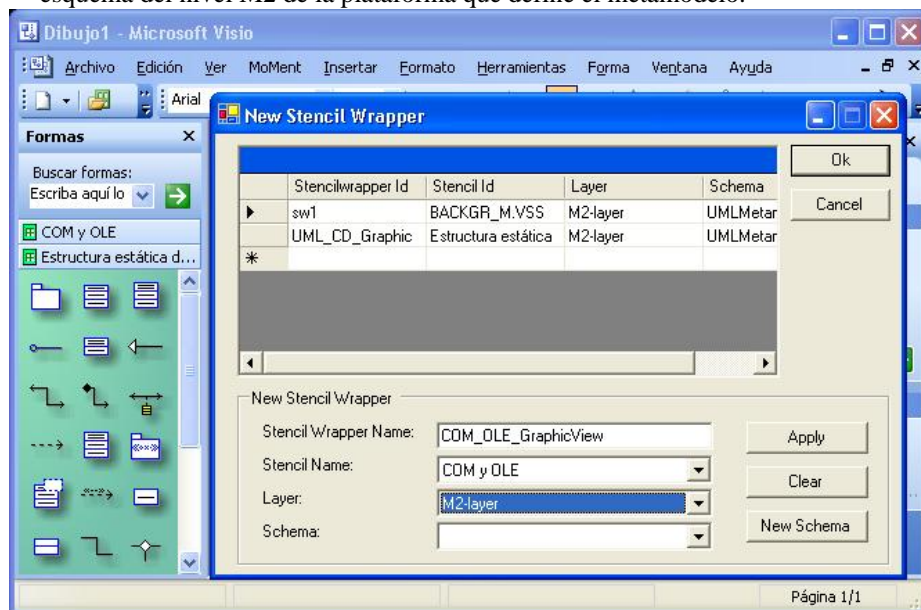 esquema del nivel M2 de la plataforma que define el metamodelo.
Dibujo1 - Microsoft Visio
Archivo Edición Ver MoMent Insertar Formato Herramientas Forma Ventana Ayuda
Arial
New Stencil Wrapper
Formas
Buscar formas:
Escriba aquí lo
COM y OLE
Estructura estática d...
Stencilwrapper Id Stencil Id Layer Schema
sw1 BACKGR_M.VSS M2-layer UMLMetar
UML_CD_Graphic Estructura estática M2-layer UMLMetar
Ok
Cancel
New Stencil Wrapper
Stencil Wrapper Name: COM_OLE_GraphicView
Stencil Name: COM y OLE
Layer: M2-layer
Schema:
Apply
Clear
New Schema
Página 1/1